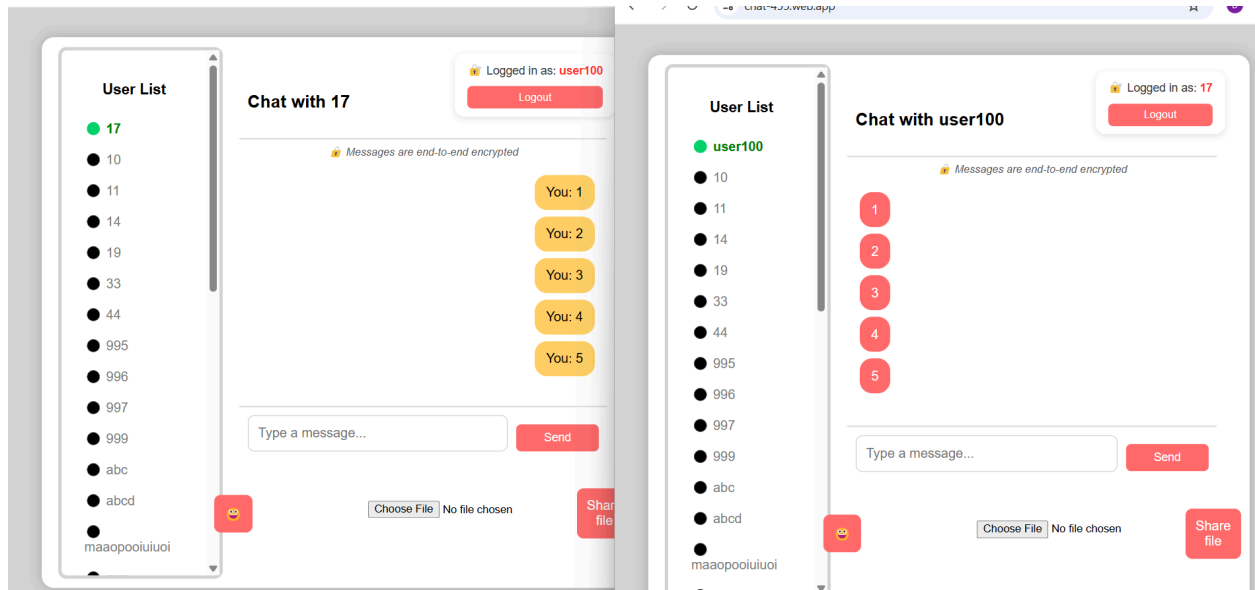 User List
17
10
11
14
19
33
44
995
996
997
999
abc
abcd
maaopooiuiuoi
Chat with 17
🔐 Logged in as: user100
Logout
🔒 Messages are end-to-end encrypted
You: 1
You: 2
You: 3
You: 4
You: 5
Type a message...
Send
Choose File No file chosen
Shar
file
chat-455.web.app
User List
user100
10
11
14
19
33
44
995
996
997
999
abc
abcd
maaopooiuiuoi
Chat with user100
🔐 Logged in as: 17
Logout
🔒 Messages are end-to-end encrypted
1
2
3
4
5
Type a message...
Send
Choose File No file chosen
Share
file